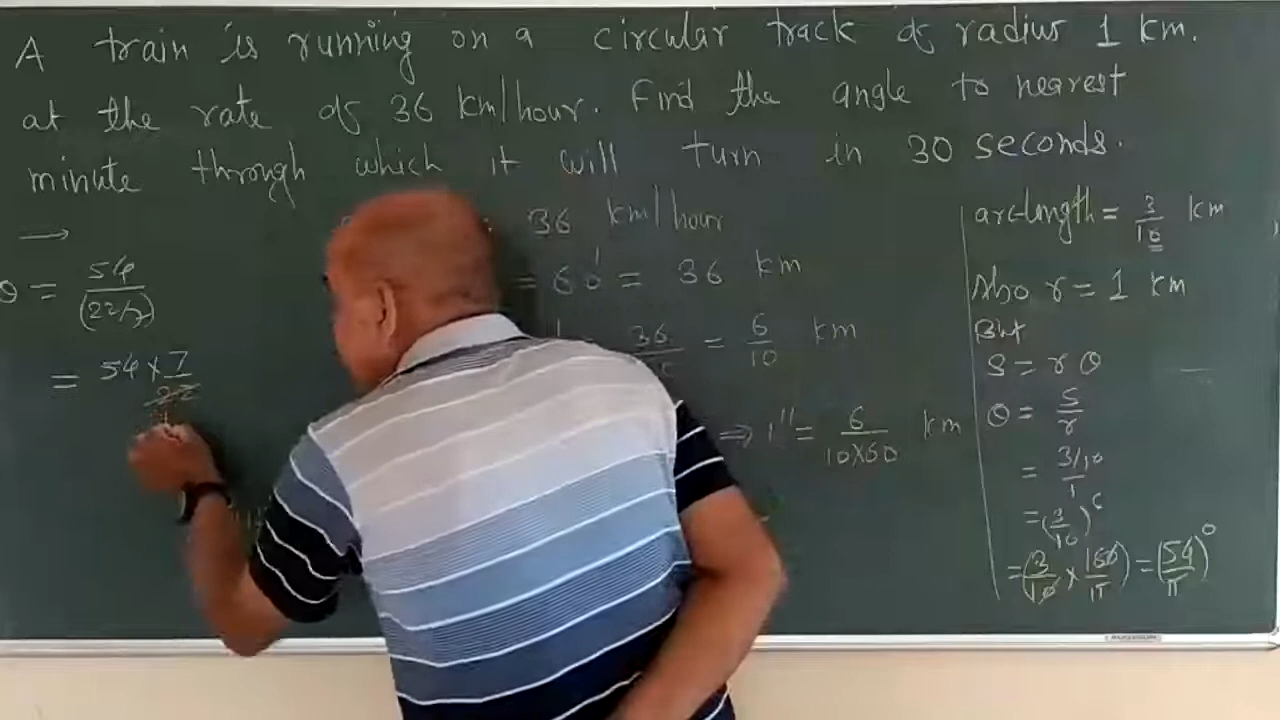 A train is running on a circular track of radius 1 km.
at the rate of 36 km/hour. Find the angle to nearest
minute through which it will turn in 30 seconds.
→
36 km/hour
= 60' = 36 km
36 = 6/10 km
⇒ 1'' = 6/(10×60) km
θ = 54/(22/7)
= 54 × 7/22
arc-length = 3/10 km
Also r = 1 km
But
S = r θ
θ = S/r
= (3/10)/1
= (3/10)^c
= (3/10 × 180/π) = (54/π)°